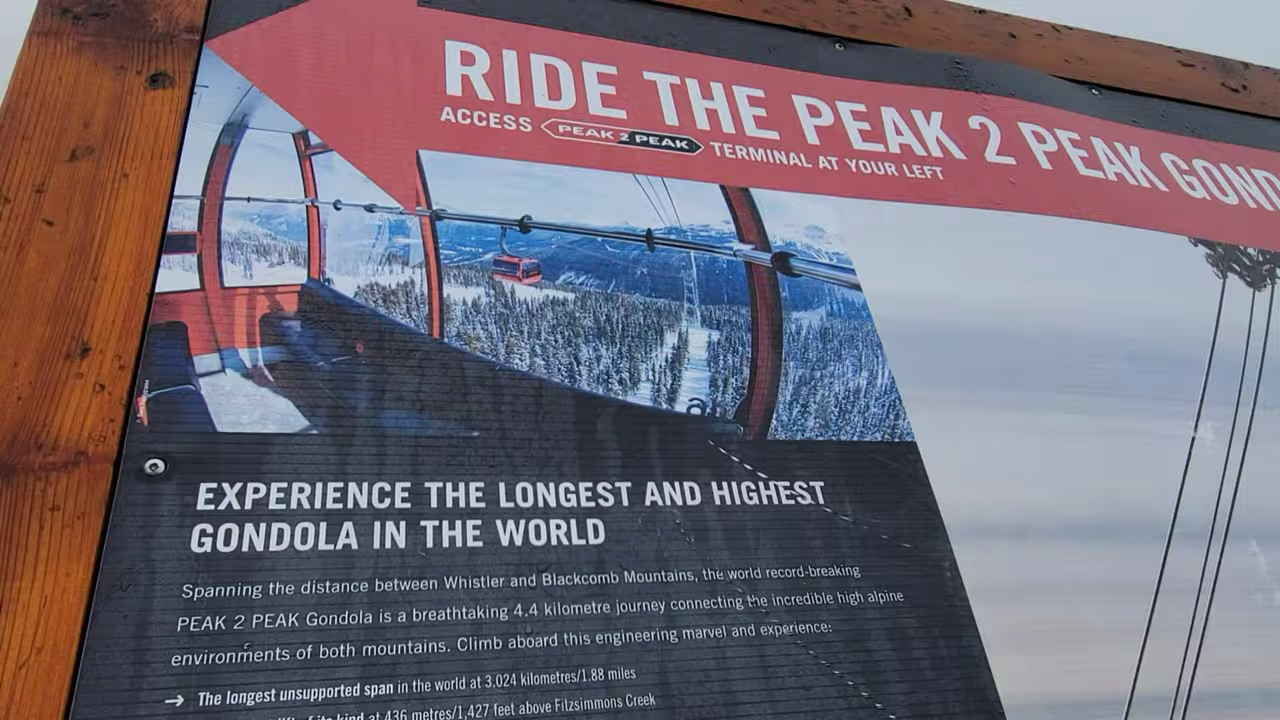 RIDE THE PEAK 2 PEAK
ACCESS PEAK 2 PEAK TERMINAL AT YOUR LEFT
EXPERIENCE THE LONGEST AND HIGHEST
GONDOLA IN THE WORLD
Spanning the distance between Whistler and Blackcomb Mountains, the world record-breaking
PEAK 2 PEAK Gondola is a breathtaking 4.4 kilometre journey connecting the incredible high alpine
environments of both mountains. Climb aboard this engineering marvel and experience:
→ The longest unsupported span in the world at 3.024 kilometres/1.88 miles
of its kind at 436 metres/1,427 feet above Fitzsimmons Creek